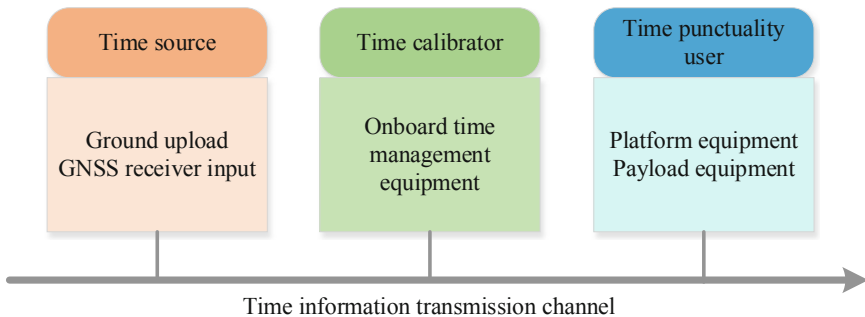 Time source
Time calibrator
Time punctuality
user
Ground upload
GNSS receiver input
Onboard time
management
equipment
Platform equipment
Payload equipment
Time information transmission channel